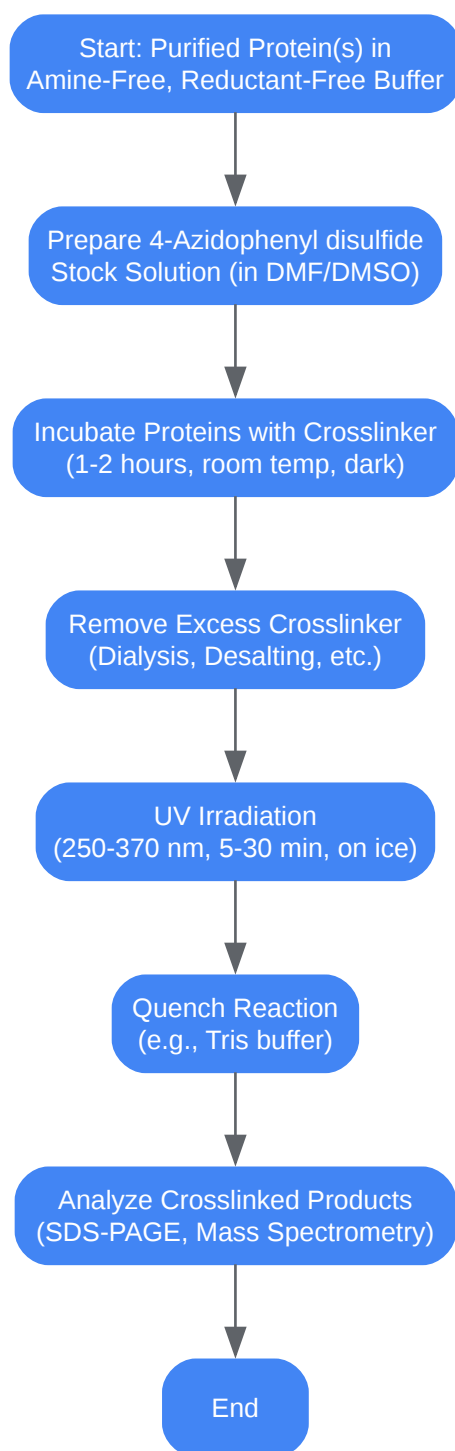 Start: Purified Protein(s) in
Amine-Free, Reductant-Free Buffer
Prepare 4-Azidophenyl disulfide
Stock Solution (in DMF/DMSO)
Incubate Proteins with Crosslinker
(1-2 hours, room temp, dark)
Remove Excess Crosslinker
(Dialysis, Desalting, etc.)
UV Irradiation
(250-370 nm, 5-30 min, on ice)
Quench Reaction
(e.g., Tris buffer)
Analyze Crosslinked Products
(SDS-PAGE, Mass Spectrometry)
End